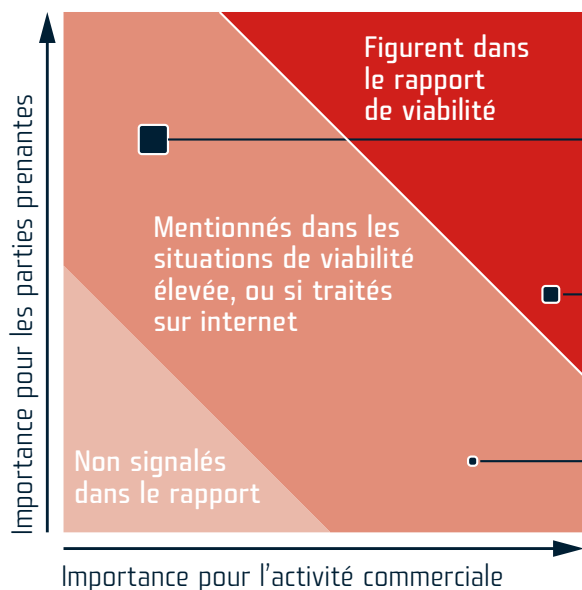 Figurent dans
le rapport
de viabilité
Mentionnés dans les
situations de viabilité
élevée, ou si traités
sur internet
Non signalés
dans le rapport
Importance pour les parties prenantes
Importance pour l'activité commerciale